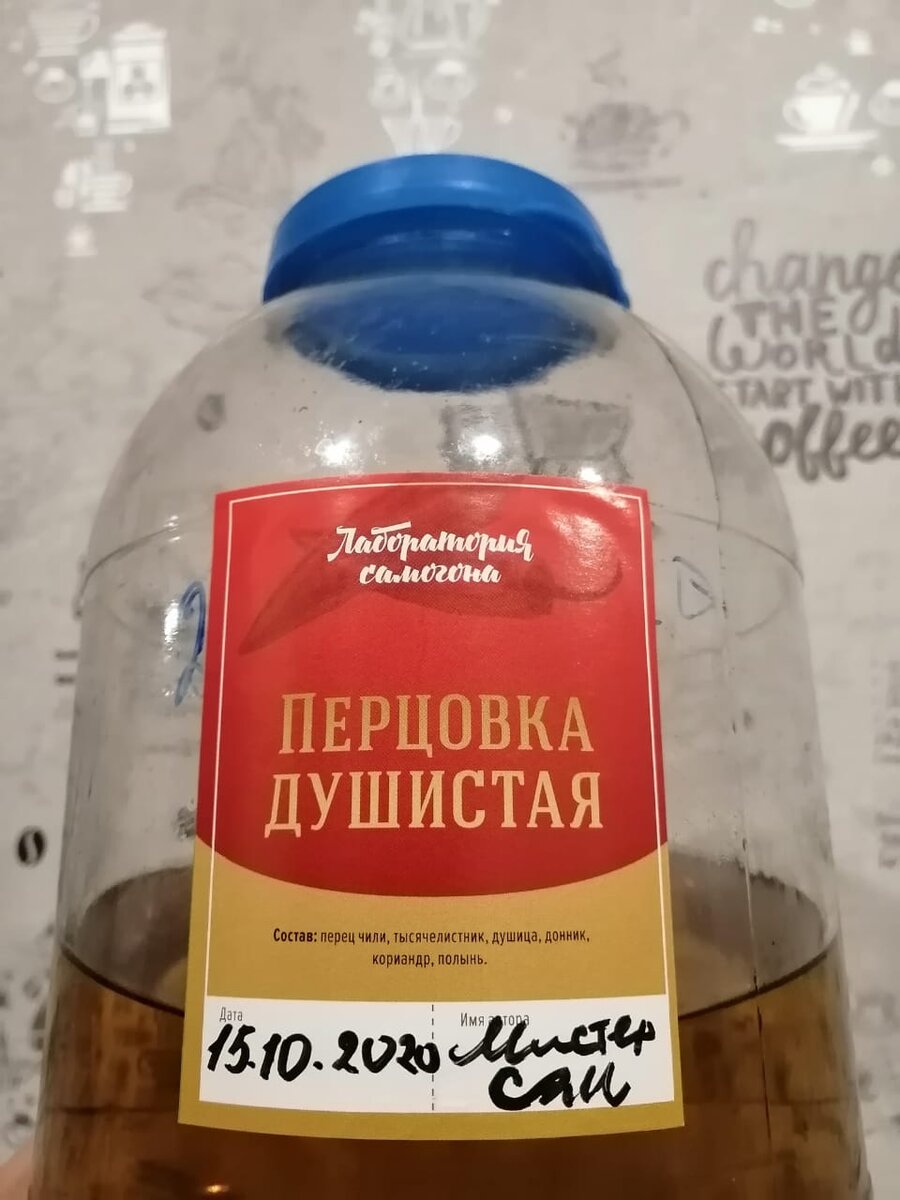 change
THE
WORLd
START WITH
coffee
Лаборатория
самогона
ПЕРЦОВКА
ДУШИСТАЯ
Состав: перец чили, тысячелистник, душица, донник,
кориандр, полынь.
Дата
Имя автора
15.10.2020 Мистер
Сам